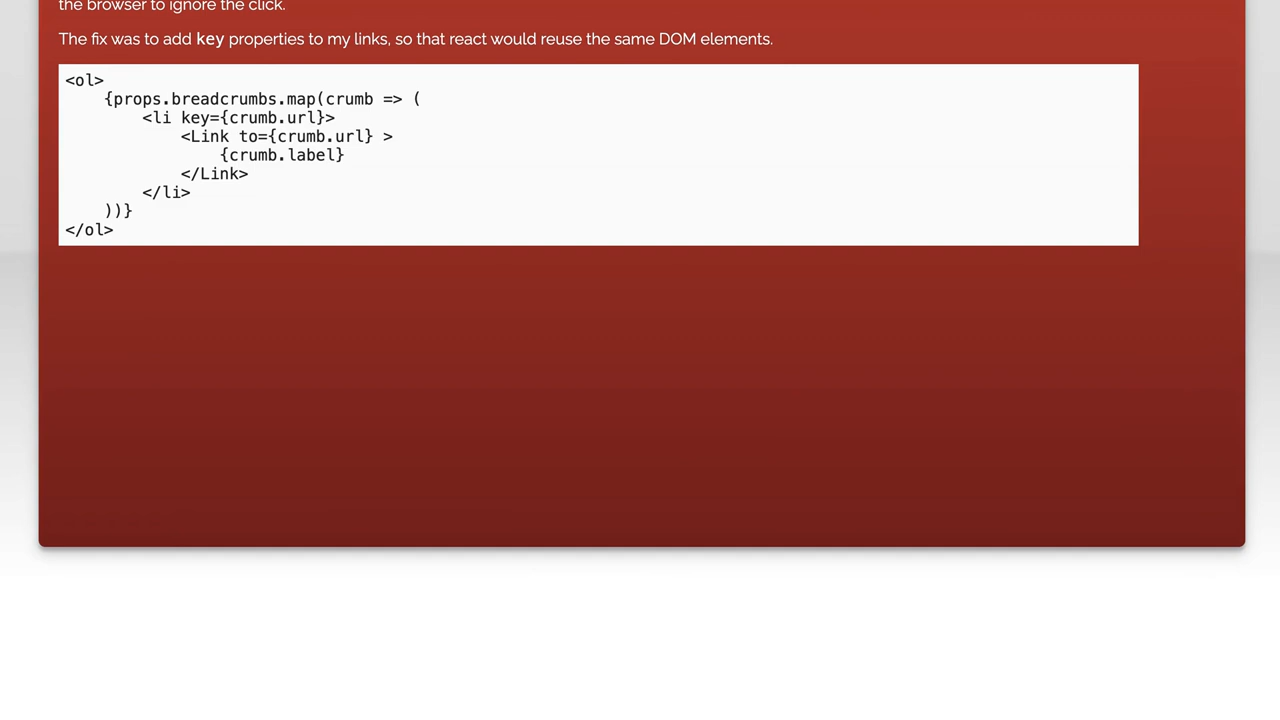 the browser to ignore the click.
The fix was to add key properties to my links, so that react would reuse the same DOM elements.
<ol>
    {props.breadcrumbs.map(crumb => (
        <li key={crumb.url}>
            <Link to={crumb.url} >
                {crumb.label}
            </Link>
        </li>
    ))}
</ol>